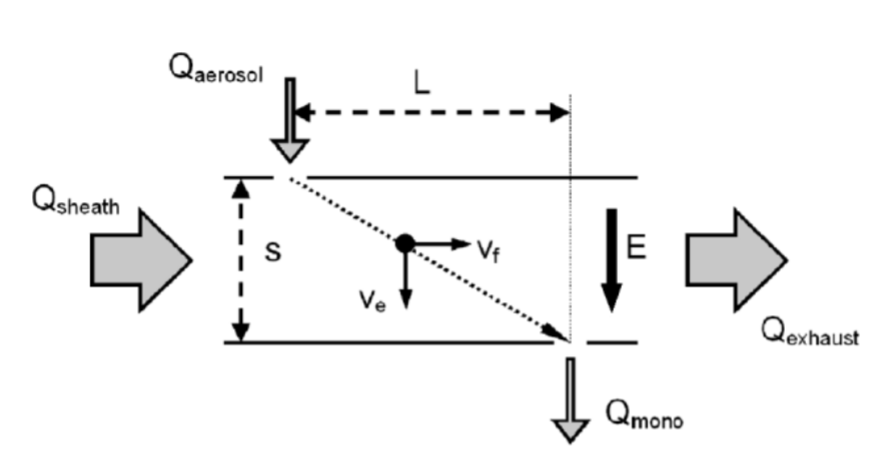 Qaerosol
L
Qsheath
s
vf
E
ve
Qexhaust
Qmono